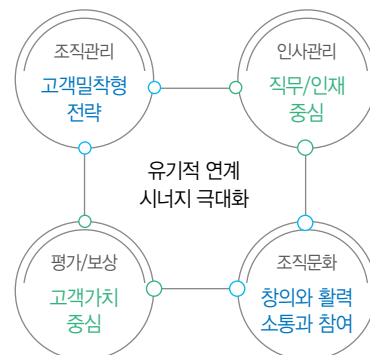 조직관리
고객밀착형
전략
인사관리
직무/인재
중심
유기적 연계
시너지 극대화
평가/보상
고객가치
중심
조직문화
창의와 활력
소통과 참여